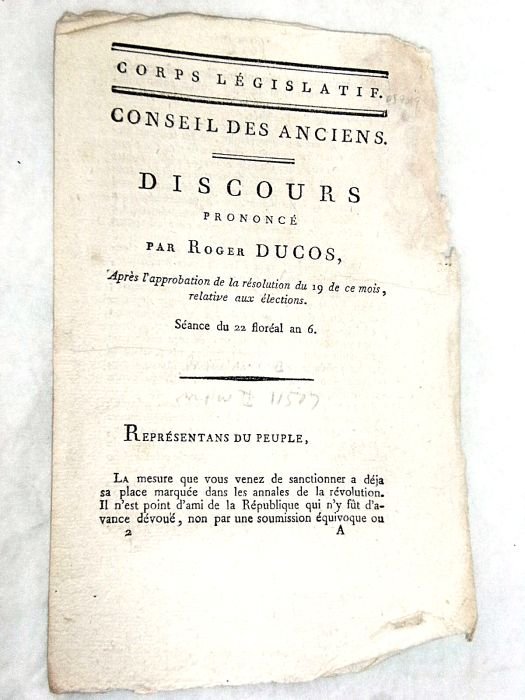 CORPS LÉGISLATIF.
CONSEIL DES ANCIENS.
DISCOURS
PRONONCÉ
PAR ROGER DUCOS,
Après l'approbation de la résolution du 19 de ce mois,
relative aux élections.
Séance du 22 floréal an 6.
REPRÉSENTANS DU PEUPLE,
LA mesure que vous venez de sanctionner a déja
sa place marquée dans les annales de la révolution.
Il n'est point d'ami de la République qui n'y fût d'a-
vance dévoué, non par une soumission équivoque ou
2 A